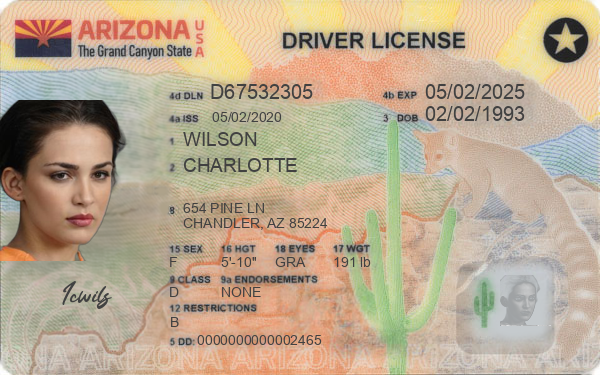 ARIZONA USA
The Grand Canyon State
DRIVER LICENSE
4d DLN D67532305
4b EXP 05/02/2025
4a ISS 05/02/2020
3 DOB 02/02/1993
1 WILSON
2 CHARLOTTE
8 654 PINE LN
CHANDLER, AZ 85224
15 SEX 16 HGT 18 EYES 17 WGT
F 5'-10" GRA 191 lb
9 CLASS 9a ENDORSEMENTS
D NONE
12 RESTRICTIONS
B
5 DD: 0000000000002465
Icwils
ARIZONA ARIZONA ARIZONA ARIZONA